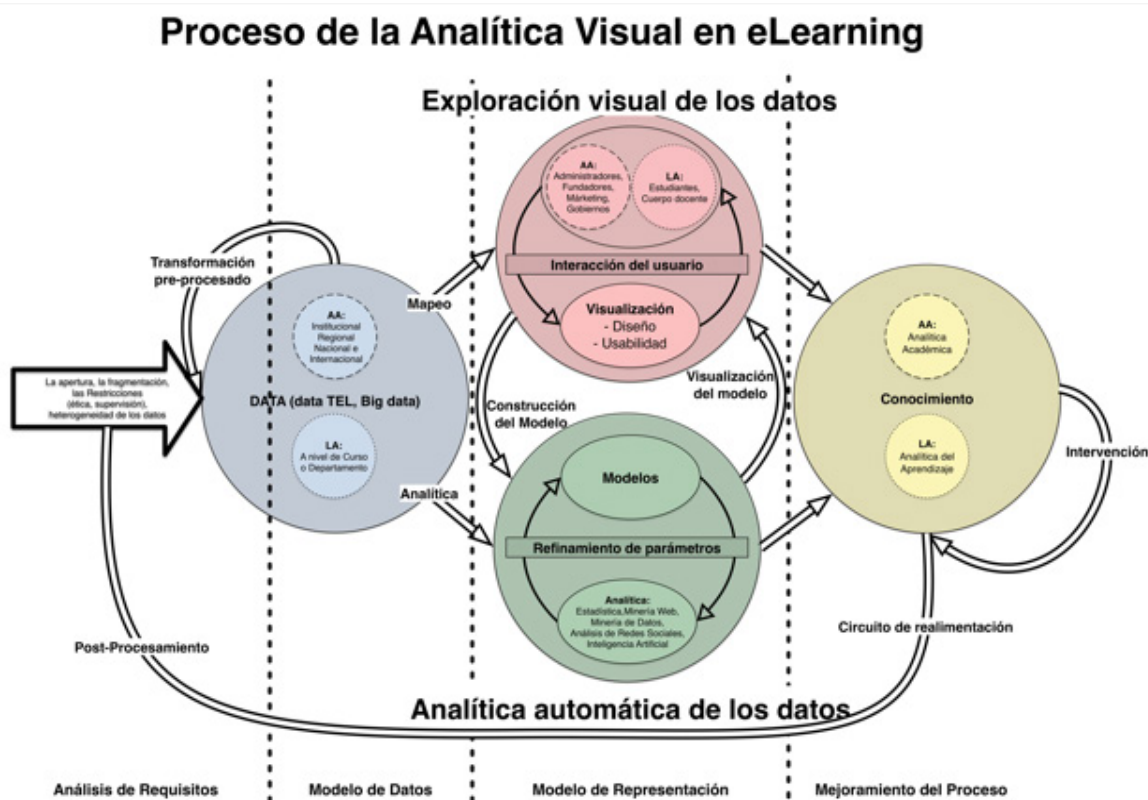 Proceso de la Analítica Visual en eLearning
Exploración visual de los datos
AA:
Administradores,
Fundadores,
Márketing,
Gobiernos
LA:
Estudiantes,
Cuerpo docente
Interacción del usuario
Visualización
- Diseño
- Usabilidad
Transformación
pre-procesado
Mapeo
AA:
Institucional
Regional
Nacional e
Internacional
DATA (data TEL, Big data)
LA:
A nivel de Curso
o Departamento
La apertura, la fragmentación,
las Restricciones
(ética, supervisión),
heterogeneidad de los datos
Visualización
del modelo
Construcción
del Modelo
Analítica
Modelos
Refinamiento de parámetros
Analítica:
Estadística,Minería Web,
Minería de Datos,
Análisis de Redes Sociales,
Inteligencia Artificial
AA:
Analítica
Académica
Conocimiento
LA:
Analítica del
Aprendizaje
Intervención
Circuito de realimentación
Post-Procesamiento
Analítica automática de los datos
Análisis de Requisitos
Modelo de Datos
Modelo de Representación
Mejoramiento del Proceso